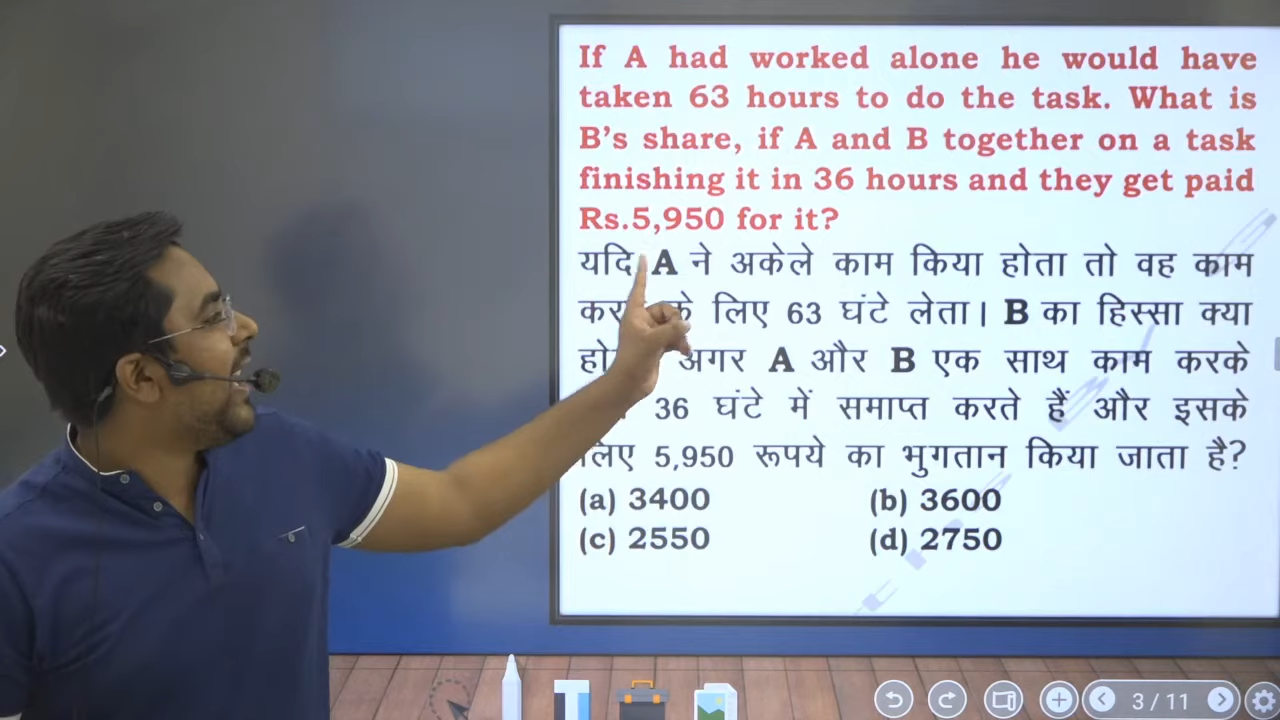 If A had worked alone he would have
taken 63 hours to do the task. What is
B's share, if A and B together on a task
finishing it in 36 hours and they get paid
Rs.5,950 for it?
यदि A ने अकेले काम किया होता तो वह काम
के लिए 63 घंटे लेता। B का हिस्सा क्या
अगर A और B एक साथ काम करके
36 घंटे में समाप्त करते हैं और इसके
लिए 5,950 रूपये का भुगतान किया जाता है?
(a) 3400 (b) 3600
(c) 2550 (d) 2750
3 / 11